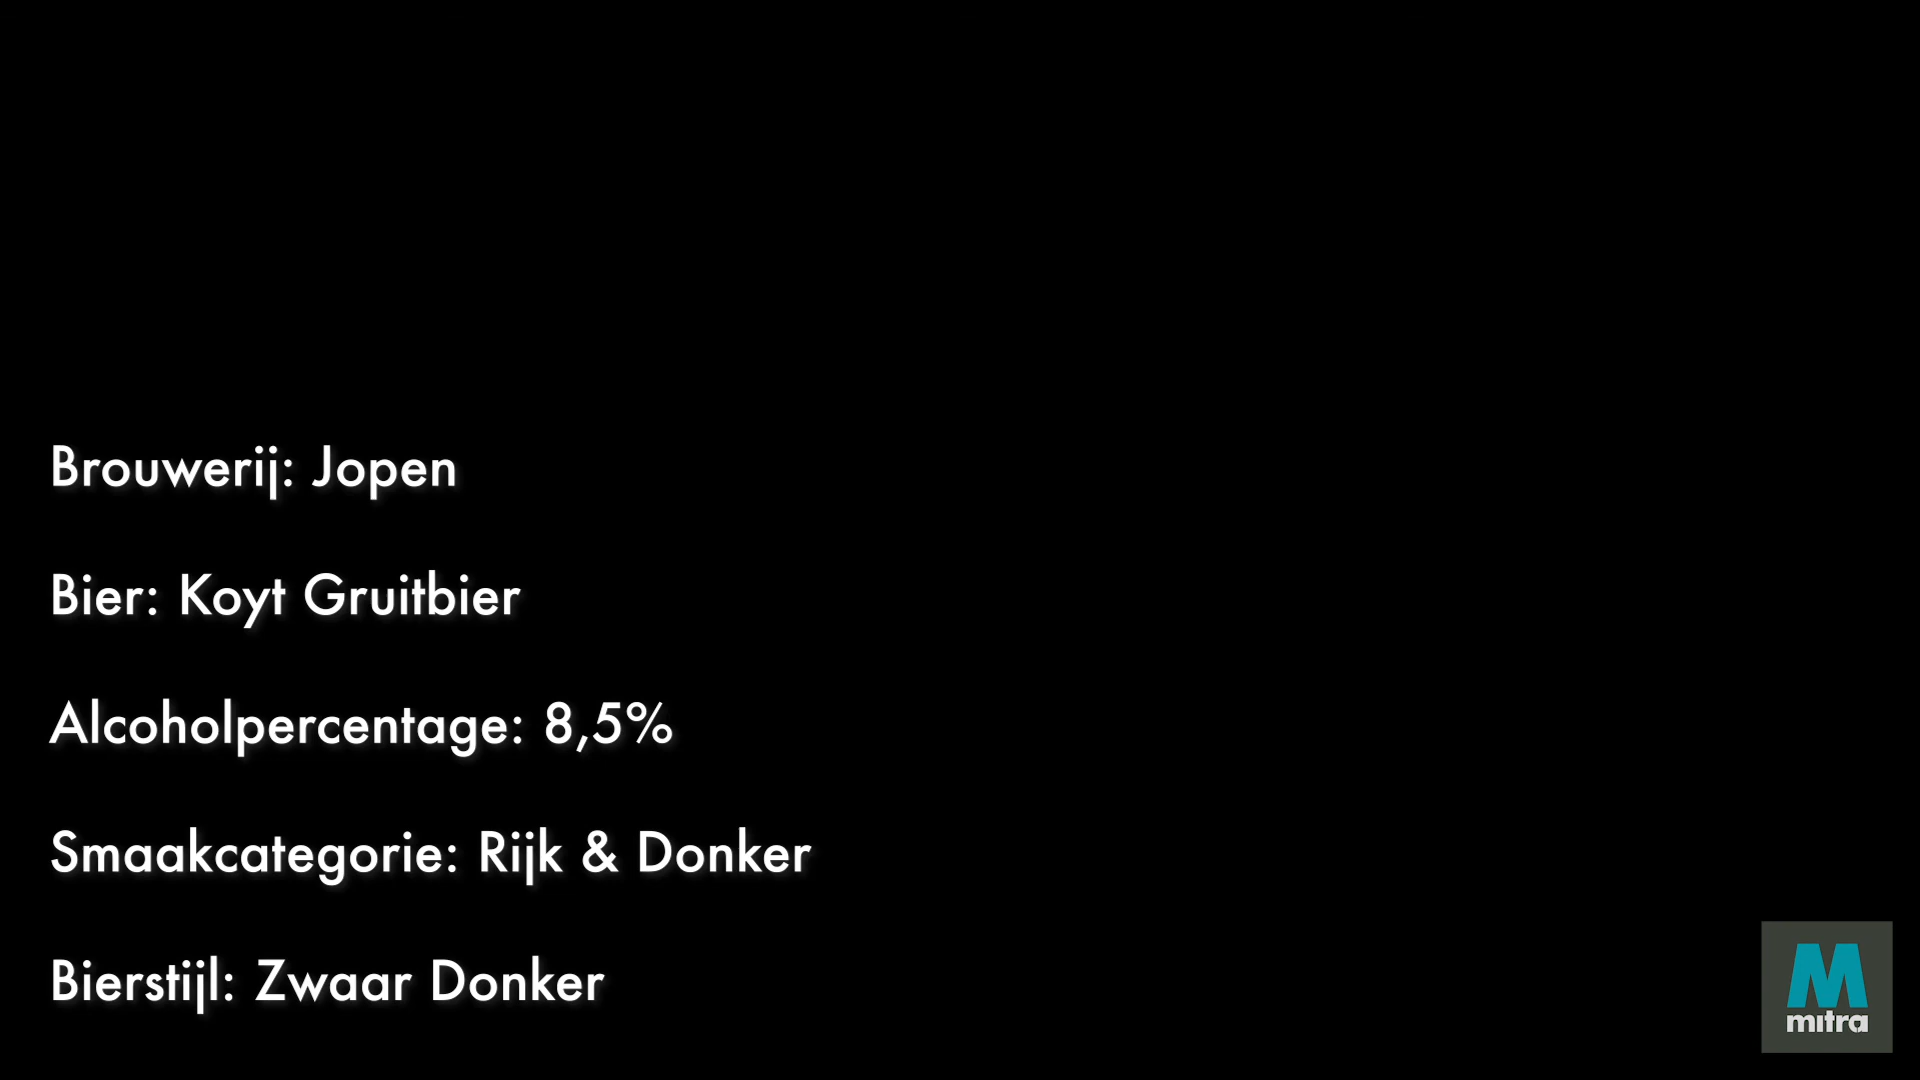 Brouwerij: Jopen
Bier: Koyt Gruitbier
Alcoholpercentage: 8,5%
Smaakcategorie: Rijk & Donker
Bierstijl: Zwaar Donker
M
mitra